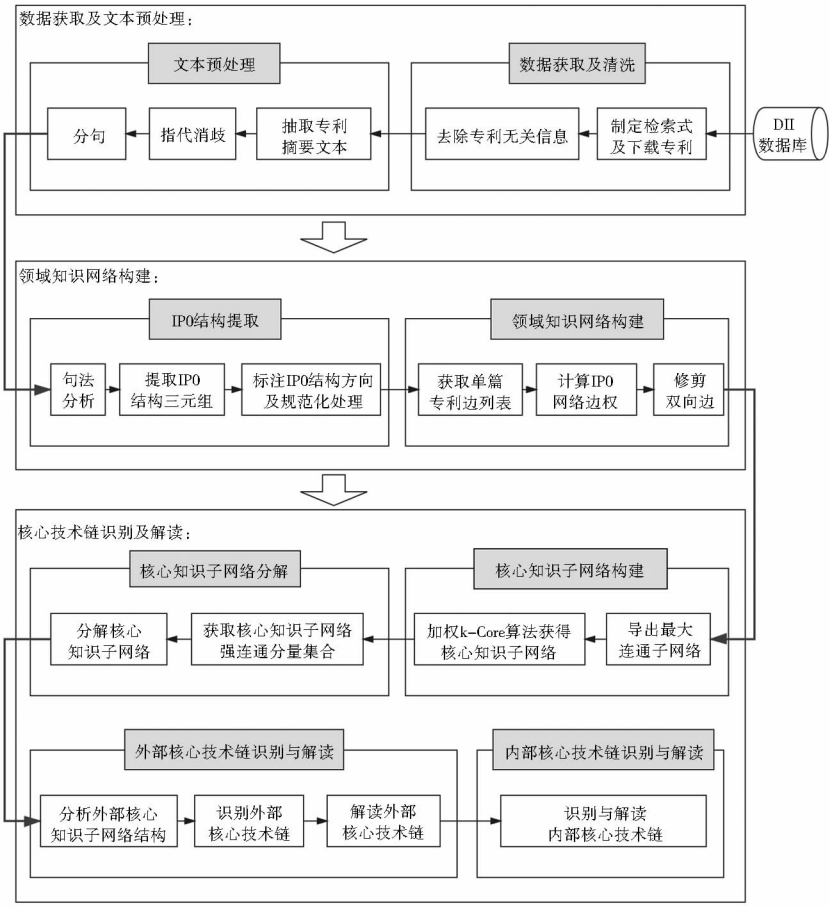 数据获取及文本预处理：
文本预处理
数据获取及清洗
分句
指代消歧
抽取专利
摘要文本
去除专利无关信息
制定检索式
及下载专利
DII
数据库
领域知识网络构建：
IPO结构提取
领域知识网络构建
句法
分析
提取IPO
结构三元组
标注IPO结构方向
及规范化处理
获取单篇
专利边列表
计算IPO
网络边权
修剪
双向边
核心技术链识别及解读：
核心知识子网络分解
核心知识子网络构建
分解核心
知识子网络
获取核心知识子网络
强连通分量集合
加权k-Core算法获得
核心知识子网络
导出最大
连通子网络
外部核心技术链识别与解读
内部核心技术链识别与解读
分析外部核心
知识子网络结构
识别外部
核心技术链
解读外部
核心技术链
识别与解读
内部核心技术链